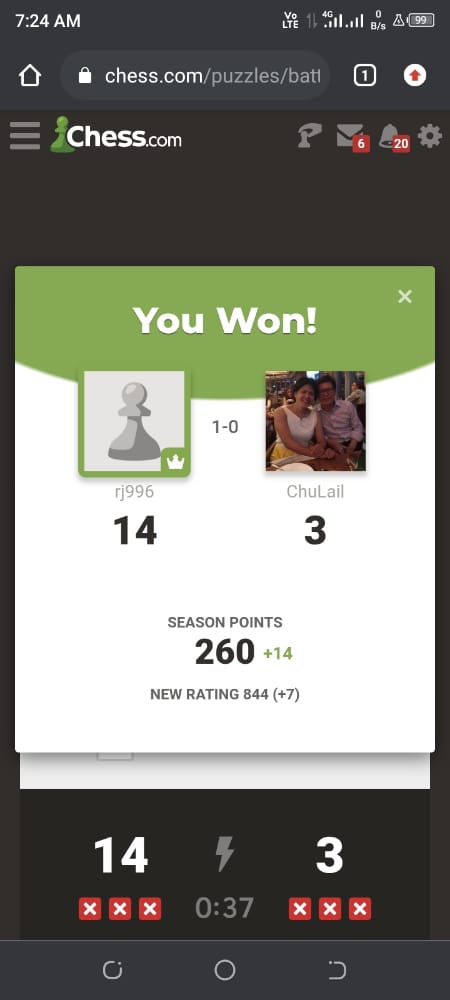 7:24 AM
Vo LTE 4G 0 B/s 99
chess.com/puzzles/batt
1
Chess.com
6
20
You Won!
1-0
rj996
ChuLail
14
3
SEASON POINTS
260 +14
NEW RATING 844 (+7)
14
3
0:37